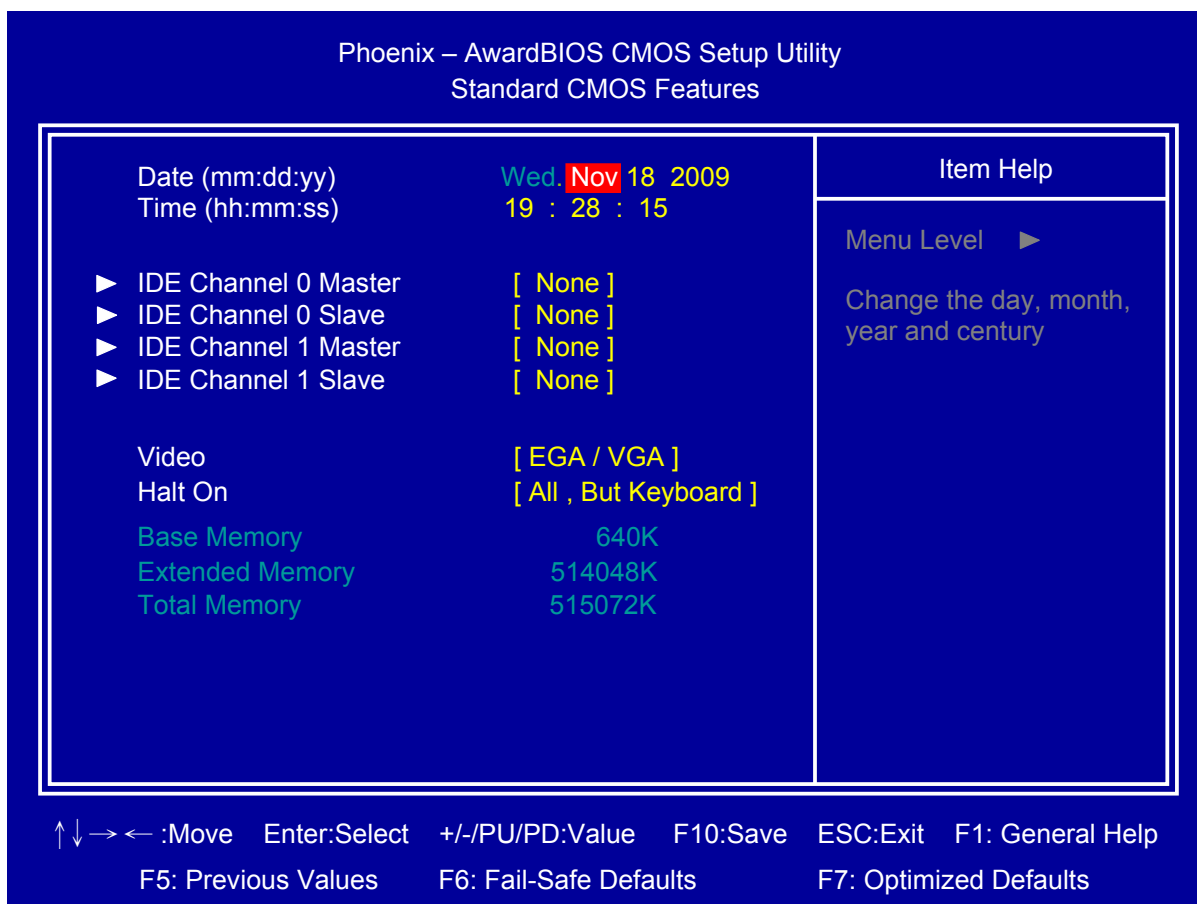 Phoenix – AwardBIOS CMOS Setup Utility
Standard CMOS Features
Date (mm:dd:yy) Wed. Nov 18 2009
Time (hh:mm:ss) 19 : 28 : 15
IDE Channel 0 Master [ None ]
IDE Channel 0 Slave [ None ]
IDE Channel 1 Master [ None ]
IDE Channel 1 Slave [ None ]
Video [ EGA / VGA ]
Halt On [ All , But Keyboard ]
Base Memory 640K
Extended Memory 514048K
Total Memory 515072K
Item Help
Menu Level ►
Change the day, month,
year and century
↑↓→← :Move Enter:Select +/-/PU/PD:Value F10:Save ESC:Exit F1: General Help
F5: Previous Values F6: Fail-Safe Defaults F7: Optimized Defaults